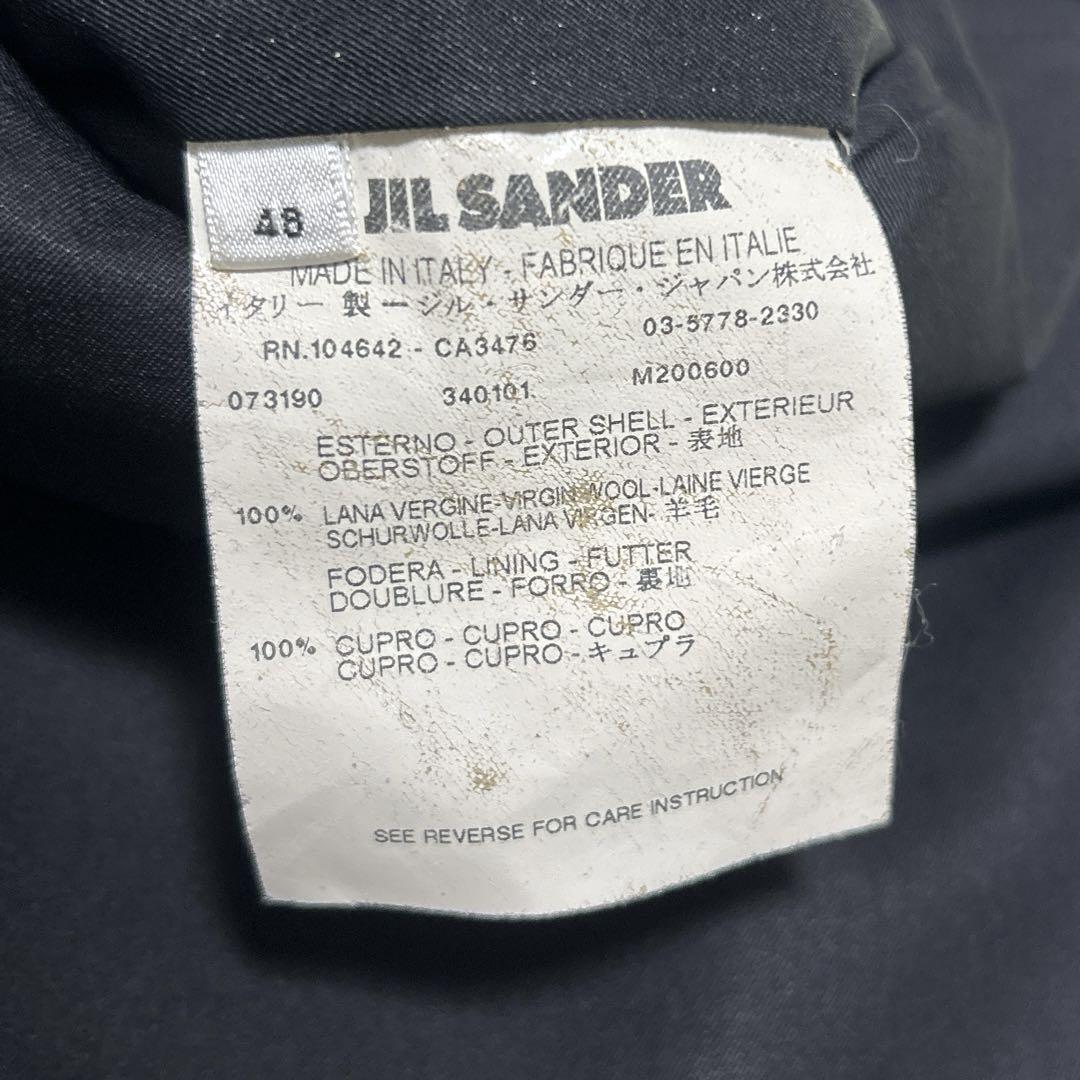 48
JIL SANDER
MADE IN ITALY - FABRIQUE EN ITALIE
イタリー 製 ージル・サンダー・ジャパン株式会社
03-5778-2330
RN.104642 - CA3476
M200600
073190 340101
ESTERNO - OUTER SHELL - EXTERIEUR
OBERSTOFF - EXTERIOR - 表地
100% LANA VERGINE-VIRGIN WOOL-LAINE VIERGE
SCHURWOLLE-LANA VIRGEN- 羊毛
FODERA - LINING - FUTTER
DOUBLURE - FORRO - 裏地
100% CUPRO - CUPRO - CUPRO
CUPRO - CUPRO - キュプラ
SEE REVERSE FOR CARE INSTRUCTION